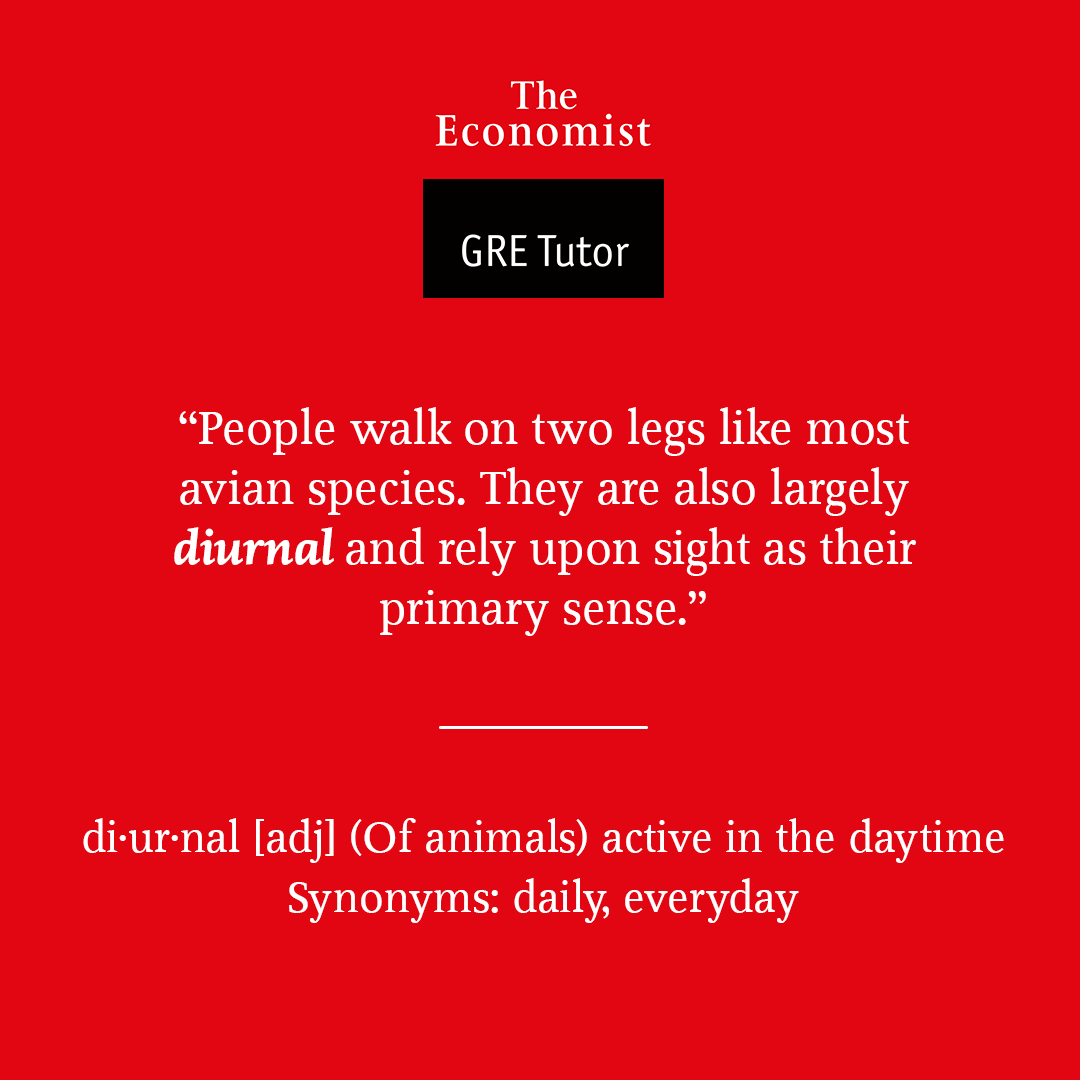 The
Economist
GRE Tutor
“People walk on two legs like most
avian species. They are also largely
diurnal and rely upon sight as their
primary sense.”
di·ur·nal [adj] (Of animals) active in the daytime
Synonyms: daily, everyday